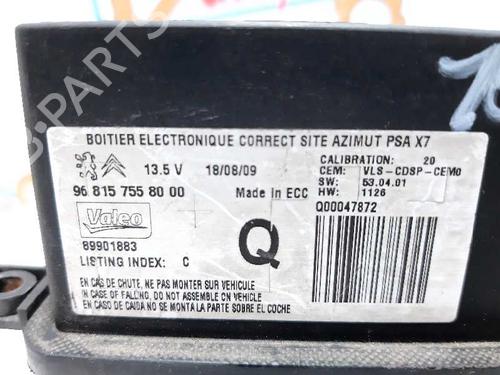 BOITIER ELECTRONIQUE CORRECT SITE AZIMUT PSA X7
13.5 V 18/08/09
96 815 755 80 00 Made in ECC
CALIBRATION: 20
CEM: VLS-CDSP-CEM0
SW: 53.04.01
HW: 1126
Q00047872
Valeo
89901883
LISTING INDEX: C
Q
EN CAS DE CHUTE, NE PAS MONTER SUR VEHICULE
IN CASE OF FALLING, DO NOT ASSEMBLE ON VEHICLE
EN CASO DE CAIDA NO SE MONTA LA PARTE SOBRE EL COCHE
B-PARTS